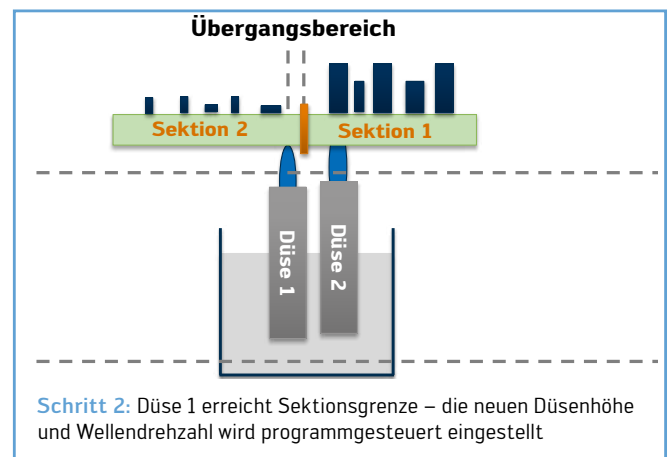 Übergangsbereich
Sektion 2
Sektion 1
Düse 1
Düse 2
Schritt 2: Düse 1 erreicht Sektionsgrenze – die neuen Düsenhöhe
und Wellendrehzahl wird programmgesteuert eingestellt